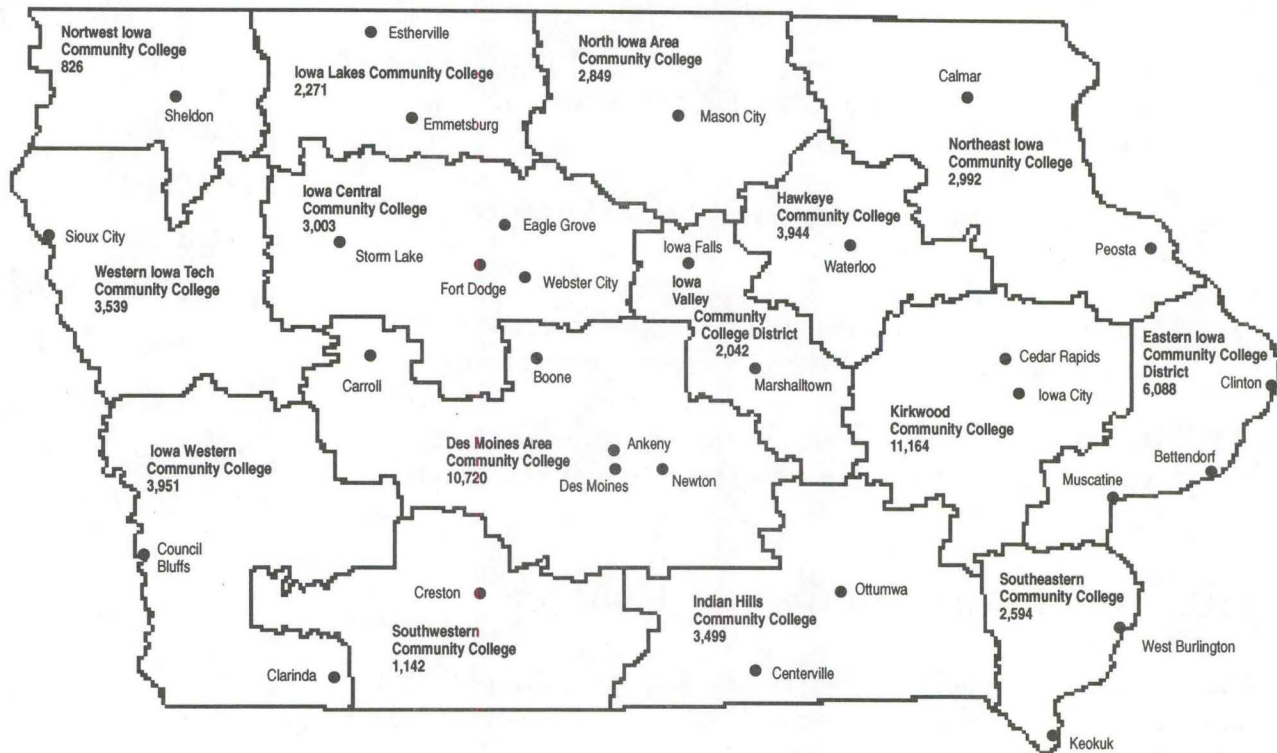 Nortwest Iowa
Community College
826
Sheldon
Estherville
Iowa Lakes Community College
2,271
Emmetsburg
North Iowa Area
Community College
2,849
Mason City
Calmar
Northeast Iowa
Community College
2,992
Peosta
Sioux City
Western Iowa Tech
Community College
3,539
Iowa Central
Community College
3,003
Storm Lake
Eagle Grove
Fort Dodge
Webster City
Iowa Falls
Iowa
Valley
Community
College District
2,042
Marshalltown
Hawkeye
Community College
3,944
Waterloo
Eastern Iowa
Community College
District
6,088
Clinton
Bettendorf
Muscatine
Cedar Rapids
Iowa City
Kirkwood
Community College
11,164
Carroll
Boone
Des Moines Area
Community College
10,720
Ankeny
Des Moines
Newton
Iowa Western
Community College
3,951
Council
Bluffs
Clarinda
Creston
Southwestern
Community College
1,142
Indian Hills
Community College
3,499
Ottumwa
Centerville
Southeastern
Community College
2,594
West Burlington
Keokuk